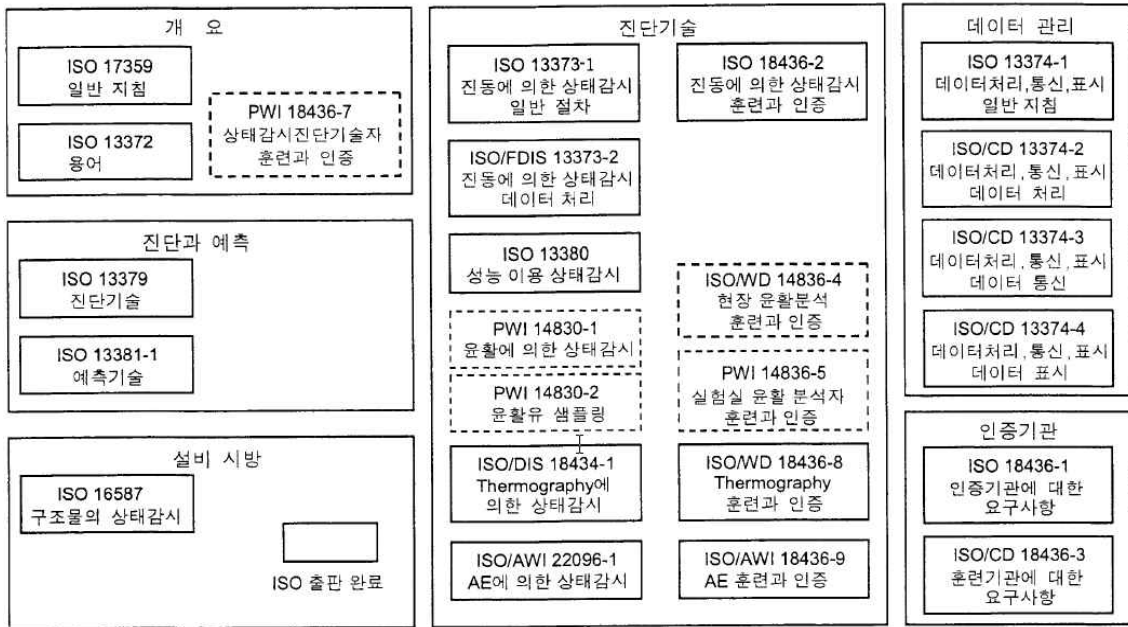 개 요
ISO 17359
일반 지침
ISO 13372
용어
PWI 18436-7
상태감시진단기술자
훈련과 인증
진단과 예측
ISO 13379
진단기술
ISO 13381-1
예측기술
설비 시방
ISO 16587
구조물의 상태감시
ISO 출판 완료
진단기술
ISO 13373-1
진동에 의한 상태감시
일반 절차
ISO/FDIS 13373-2
진동에 의한 상태감시
데이터 처리
ISO 13380
성능 이용 상태감시
PWI 14830-1
윤활에 의한 상태감시
PWI 14830-2
윤활유 샘플링
ISO/DIS 18434-1
Thermography에
의한 상태감시
ISO/AWI 22096-1
AE에 의한 상태감시
ISO 18436-2
진동에 의한 상태감시
훈련과 인증
ISO/WD 14836-4
현장 윤활분석
훈련과 인증
PWI 14836-5
실험실 윤활 분석자
훈련과 인증
ISO/WD 18436-8
Thermography
훈련과 인증
ISO/AWI 18436-9
AE 훈련과 인증
데이터 관리
ISO 13374-1
데이터처리,통신,표시
일반 지침
ISO/CD 13374-2
데이터처리,통신,표시
데이터 처리
ISO/CD 13374-3
데이터처리,통신,표시
데이터 통신
ISO/CD 13374-4
데이터처리,통신,표시
데이터 표시
인증기관
ISO 18436-1
인증기관에 대한
요구사항
ISO/CD 18436-3
훈련기관에 대한
요구사항